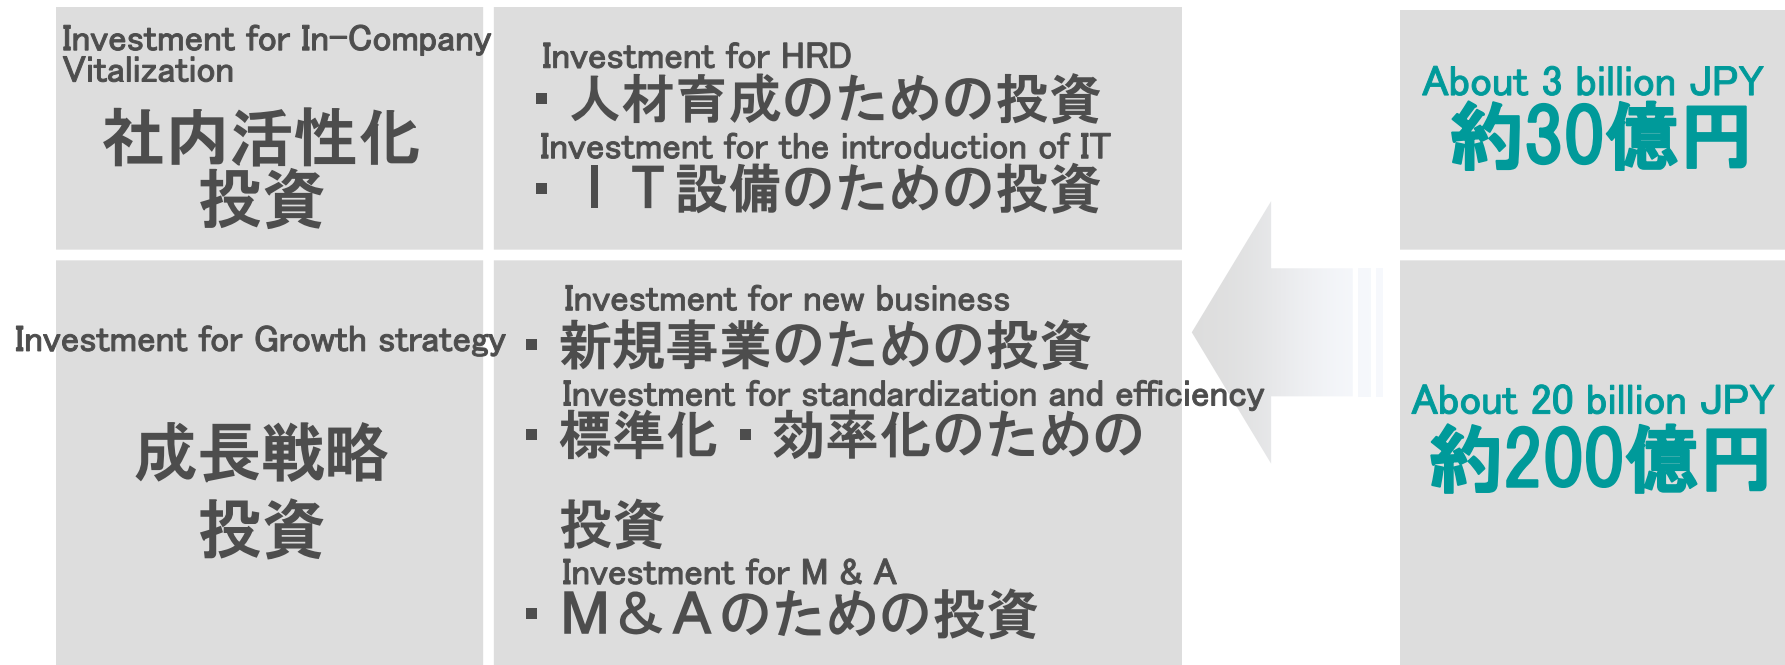 Investment for In-Company
Vitalization
社内活性化
投資
Investment for HRD
・人材育成のための投資
Investment for the introduction of IT
・ＩＴ設備のための投資
About 3 billion JPY
約30億円
Investment for Growth strategy
成長戦略
投資
Investment for new business
・新規事業のための投資
Investment for standardization and efficiency
・標準化・効率化のための
投資
Investment for M & A
・Ｍ＆Ａのための投資
About 20 billion JPY
約200億円